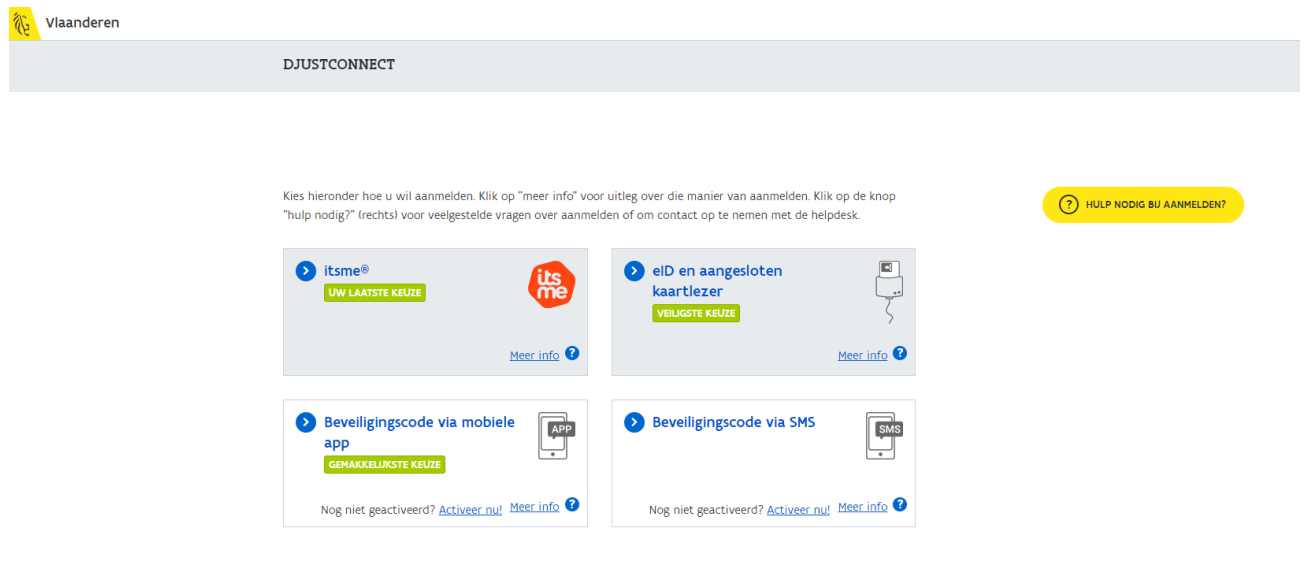 Vlaanderen
DJUSTCONNECT
Kies hieronder hoe u wil aanmelden. Klik op "meer info" voor uitleg over die manier van aanmelden. Klik op de knop
"hulp nodig?" (rechts) voor veelgestelde vragen over aanmelden of om contact op te nemen met de helpdesk.
? HULP NODIG BIJ AANMELDEN?
itsme®
UW LAATSTE KEUZE
its
me
Meer info ?
eID en aangesloten
kaartlezer
VEILIGSTE KEUZE
Meer info ?
Beveiligingscode via mobiele
app
GEMAKKELIJKSTE KEUZE
APP
Nog niet geactiveerd? Activeer nu! Meer info ?
Beveiligingscode via SMS
SMS
Nog niet geactiveerd? Activeer nu! Meer info ?